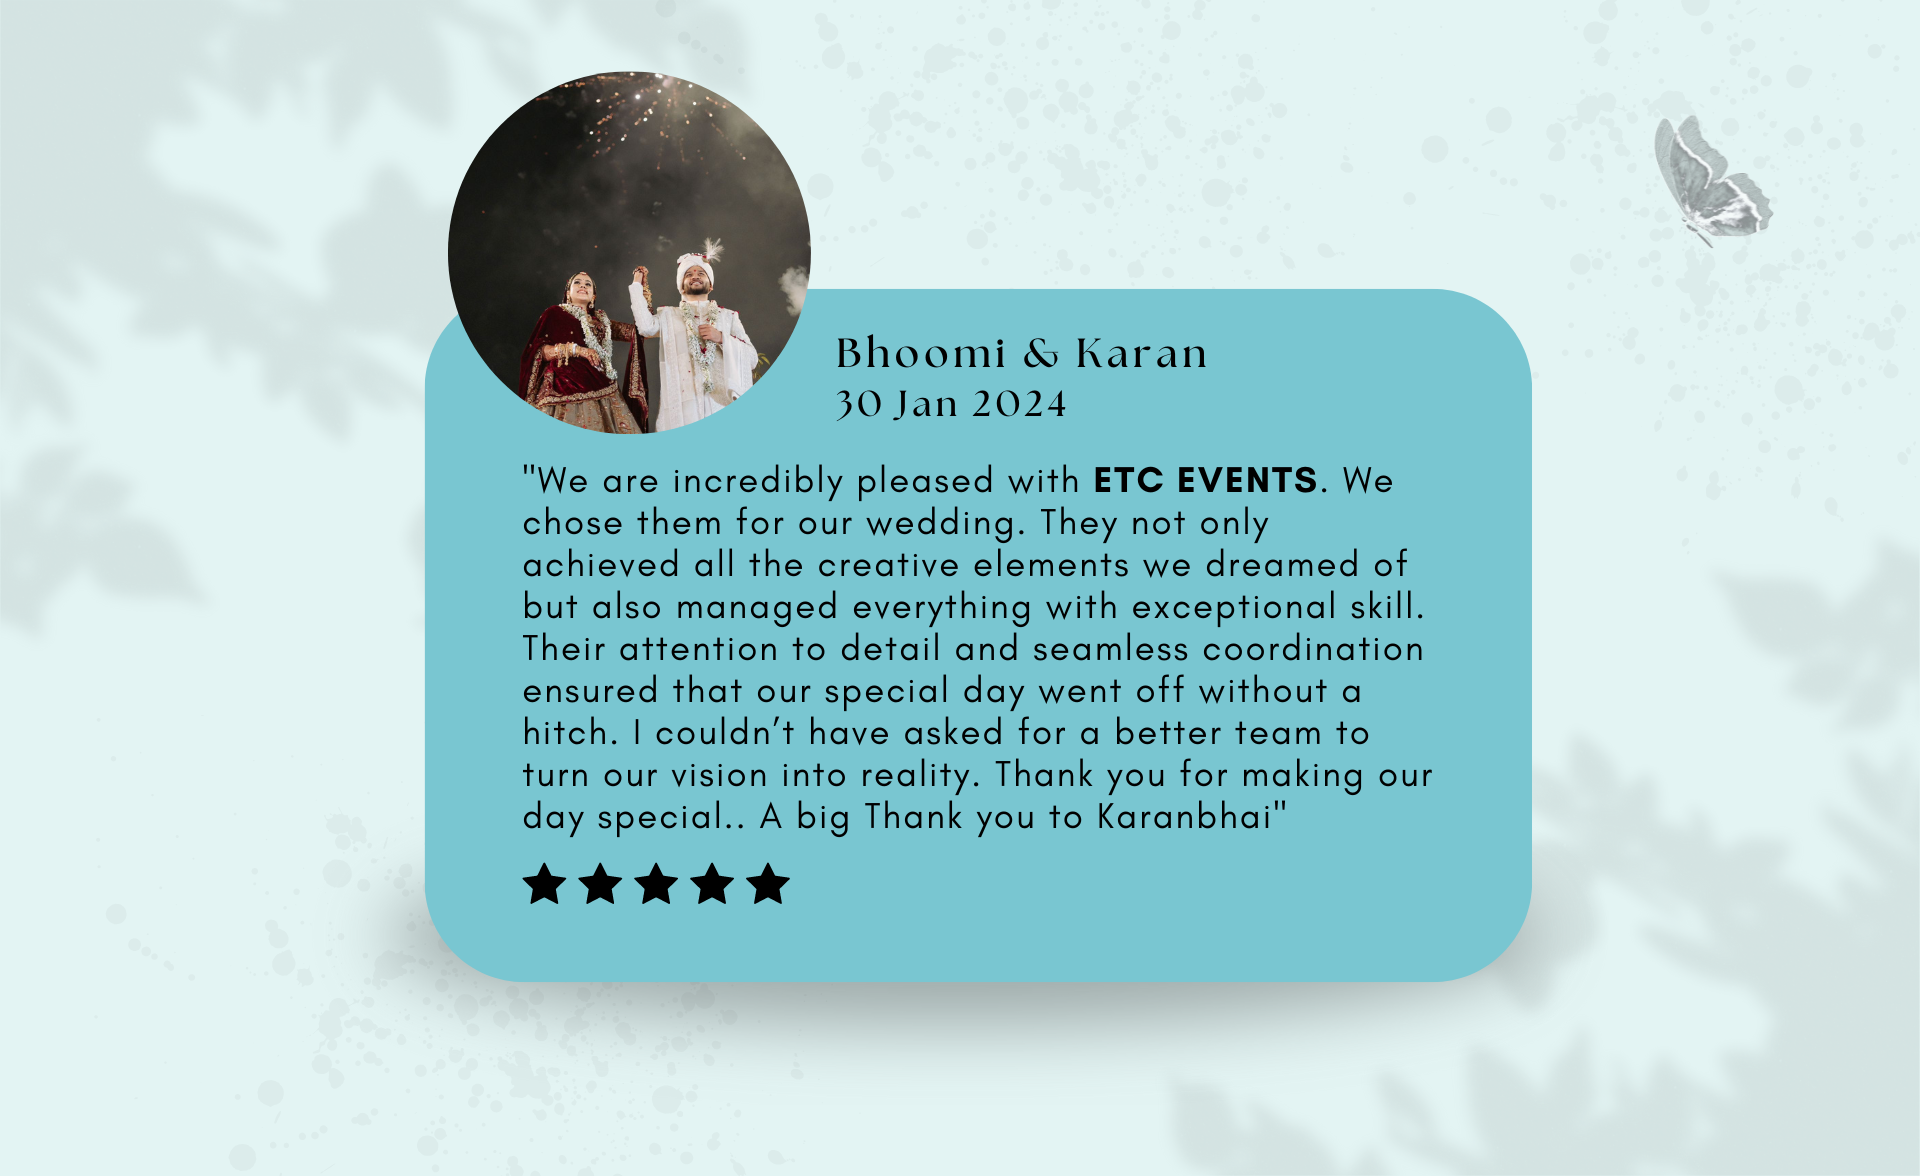 Bhoomi & Karan
30 Jan 2024
"We are incredibly pleased with ETC EVENTS. We
chose them for our wedding. They not only
achieved all the creative elements we dreamed of
but also managed everything with exceptional skill.
Their attention to detail and seamless coordination
ensured that our special day went off without a
hitch. I couldn’t have asked for a better team to
turn our vision into reality. Thank you for making our
day special.. A big Thank you to Karanbhai"